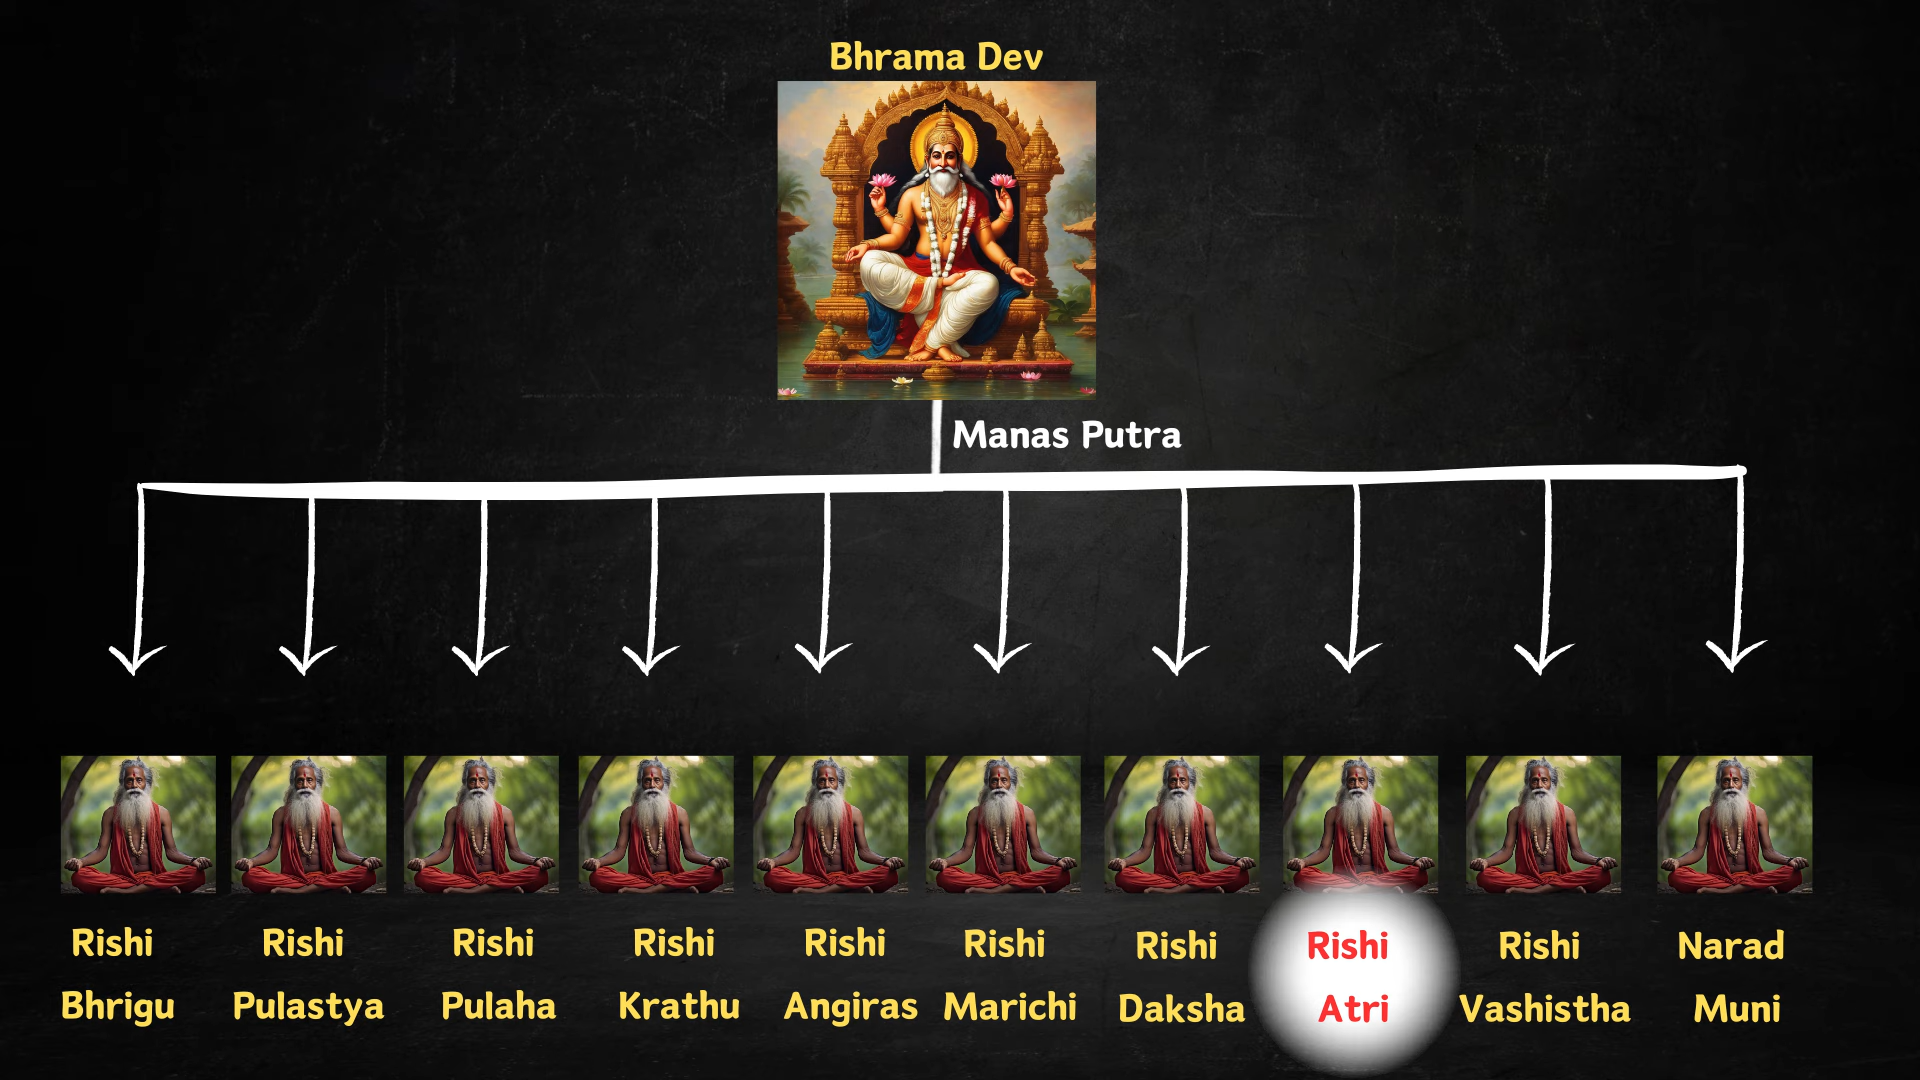 Bhrama Dev
Manas Putra
Rishi Bhrigu
Rishi Pulastya
Rishi Pulaha
Rishi Krathu
Rishi Angiras
Rishi Marichi
Rishi Daksha
Rishi Atri
Rishi Vashistha
Narad Muni